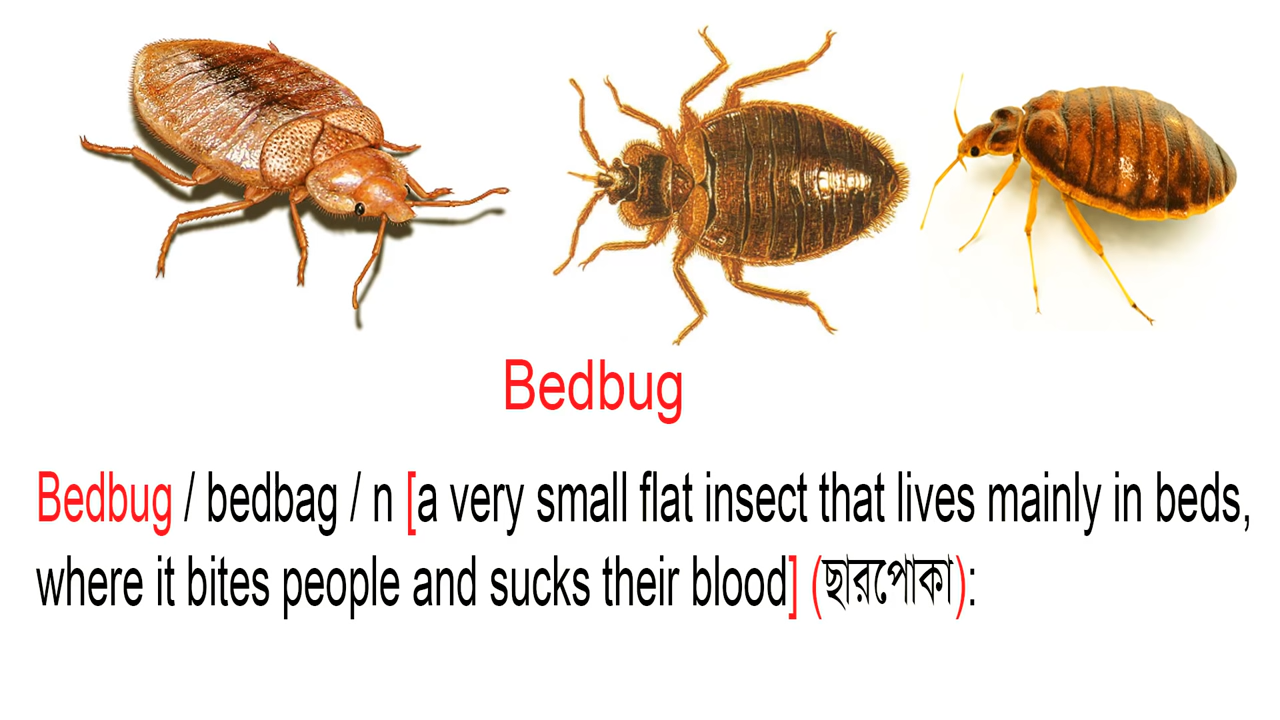 Bedbug
Bedbug / bedbag / n [a very small flat insect that lives mainly in beds,
where it bites people and sucks their blood] (ছারপোকা):